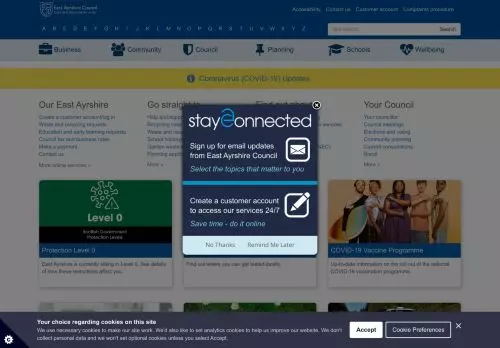 East Ayrshire Council
Accessibility Contact us Customer account Complaints procedure
A B C D E F G H I J K L M N O P Q R S T U V W X Y Z
Search
Business Community Council Planning Schools Wellbeing
Coronavirus (COVID-19) updates
Our East Ayrshire
Create a customer account
Waste and recycling requests
Education and early learning requests
Council tax and business rates
Make a payment
Contact us
More online services >
Go straight
Find out
Your Council
Your councillor
Council meetings
Elections and voting
Community planning
Council consultations
More >
stayconnected
Sign up for email updates
from East Ayrshire Council
Select the topics that matter to you
Create a customer account
to access our services 24/7
Save time - do it online
No Thanks Remind Me Later
Level 0
Scottish Government
Protection Levels
Protection Level 0
East Ayrshire is currently sitting in Level 0. See details
of how these restrictions affect you.
Find out where you can get tested locally.
COVID-19 Vaccine Programme
Up-to-date information on the roll out of the national
COVID-19 vaccination programme.
Your choice regarding cookies on this site
We use necessary cookies to make our site work. We'd also like to set analytics cookies to help us improve our website. We don't
collect personal data and we won't set optional cookies unless you select Accept.
Accept
Cookie Preferences